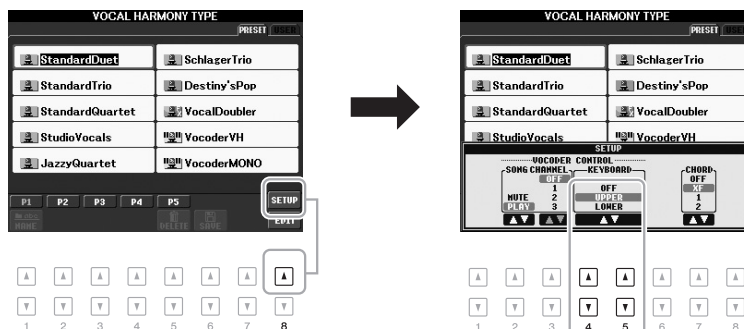 VOCAL HARMONY TYPE
PRESET USER
StandardDuet SchlagerTrio
StandardTrio Destiny'sPop
StandardQuartet VocalDoubler
StudioVocals VocoderVH
JazzyQuartet VocoderMONO
P1 P2 P3 P4 P5 SETUP
NAME DELETE SAVE EDIT
1 2 3 4 5 6 7 8
VOCAL HARMONY TYPE
PRESET USER
StandardDuet SchlagerTrio
StandardTrio Destiny'sPop
StandardQuartet VocalDoubler
StudioVocals VocoderVH
SETUP
VOCODER CONTROL
SONG CHANNEL KEYBOARD CHORD
OFF OFF
1 OFF XF
MUTE 2 UPPER 1
PLAY 3 LOWER 2
1 2 3 4 5 6 7 8